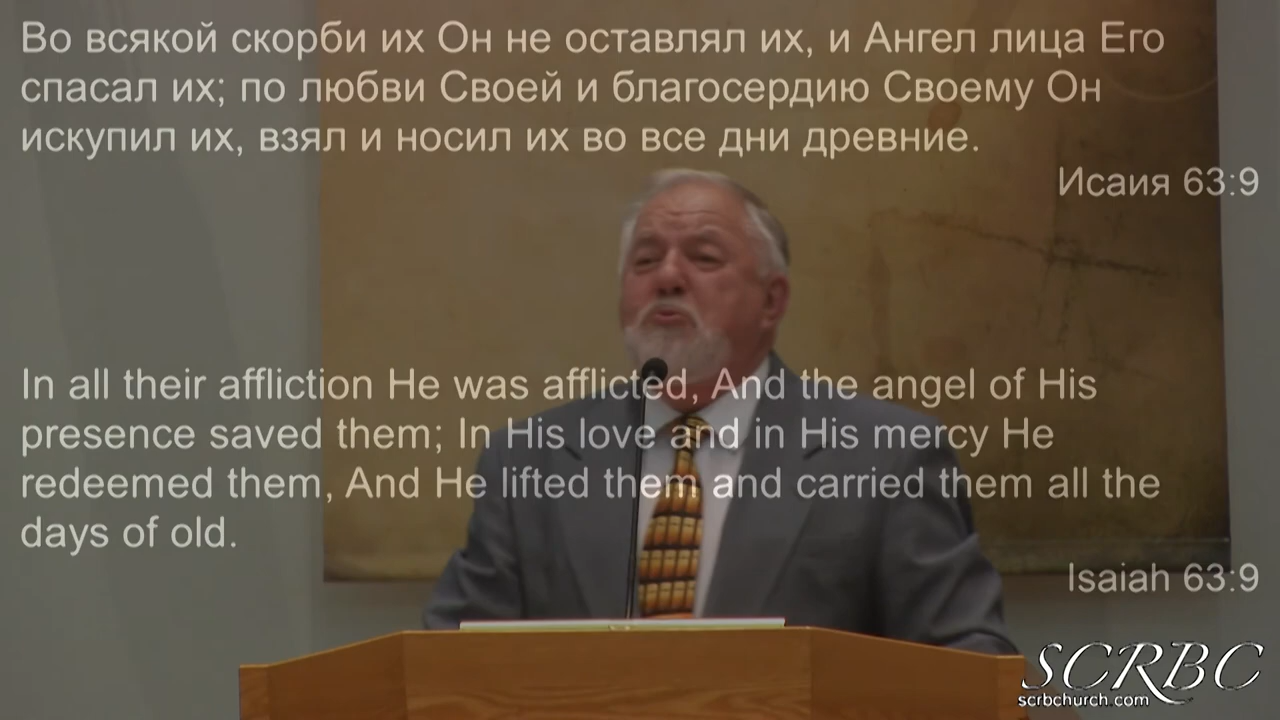 Во всякой скорби их Он не оставлял их, и Ангел лица Его
спасал их; по любви Своей и благосердию Своему Он
искупил их, взял и носил их во все дни древние.
Исаия 63:9
In all their affliction He was afflicted, And the angel of His
presence saved them; In His love and in His mercy He
redeemed them, And He lifted them and carried them all the
days of old.
Isaiah 63:9
SCRBC
scrbchurch.com